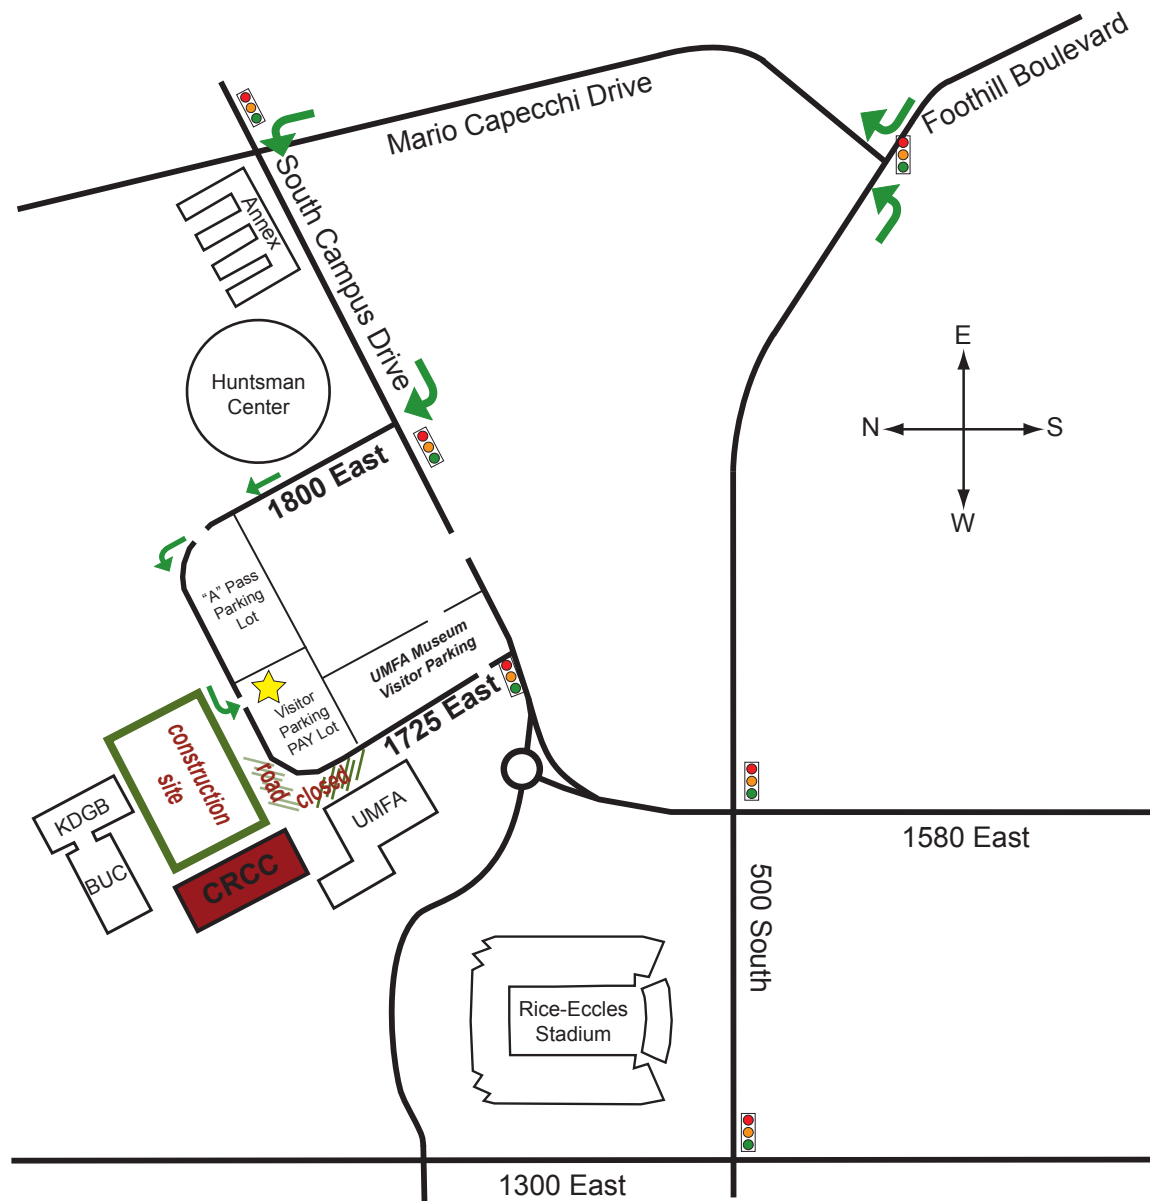 Foothill Boulevard
Mario Capecchi Drive
South Campus Drive
Annex
Huntsman
Center
E
N
S
W
1800 East
“A” Pass
Parking
Lot
UMFA Museum
Visitor Parking
Visitor
Parking
PAY Lot
1725 East
construction
site
road
closed
KDGB
BUC
CRCC
UMFA
1580 East
500 South
Rice-Eccles
Stadium
1300 East